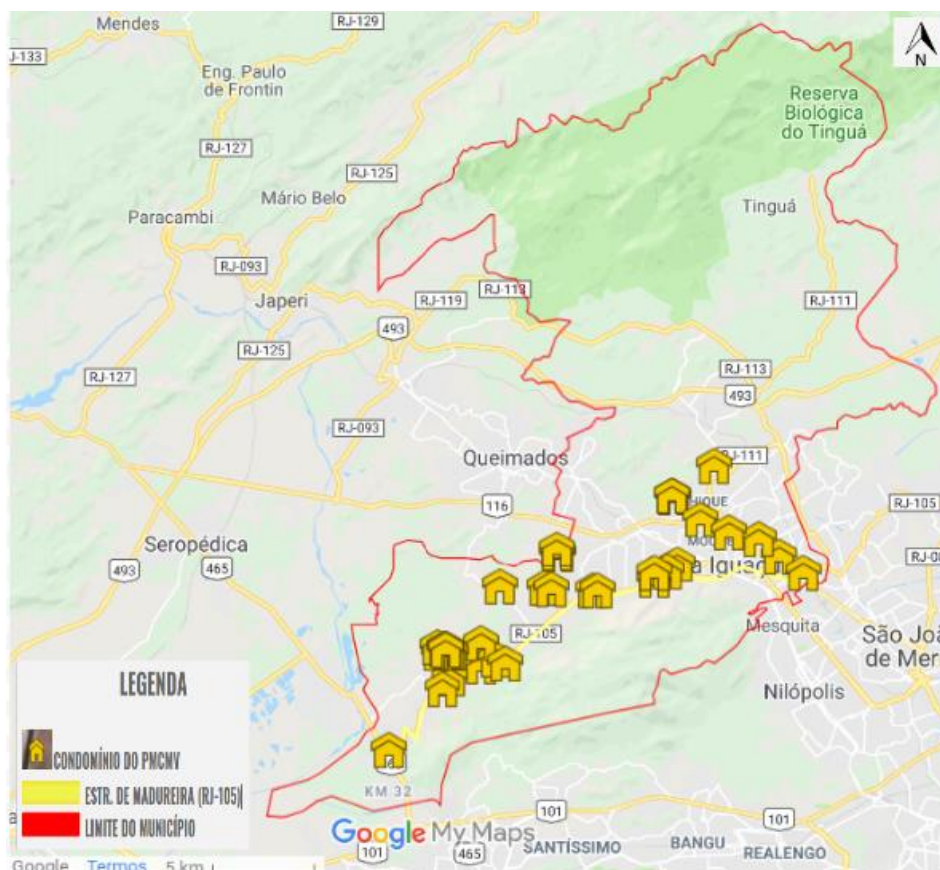 Mendes
RJ-129
N
RJ-133
Eng. Paulo
de Frontin
Reserva
Biológica
do Tinguá
RJ-127
RJ-125
Mário Belo
Paracambi
Tinguá
RJ-093
RJ-113
RJ-119
Japeri
RJ-111
493
RJ-125
RJ-127
RJ-113
493
RJ-093
Queimados
RJ-111
116
RJ-105
Seropédica
493
465
RJ-105
Mesquita
São Joã
de Mer
Nilópolis
LEGENDA
CONDOMÍNIO DO PMCMV
ESTR. DE MADUREIRA (RJ-105)
LIMITE DO MUNICÍPIO
KM 32
Google My Maps
101
101
101
465
SANTÍSSIMO
BANGU
REALENGO
Google
Termos
5 km